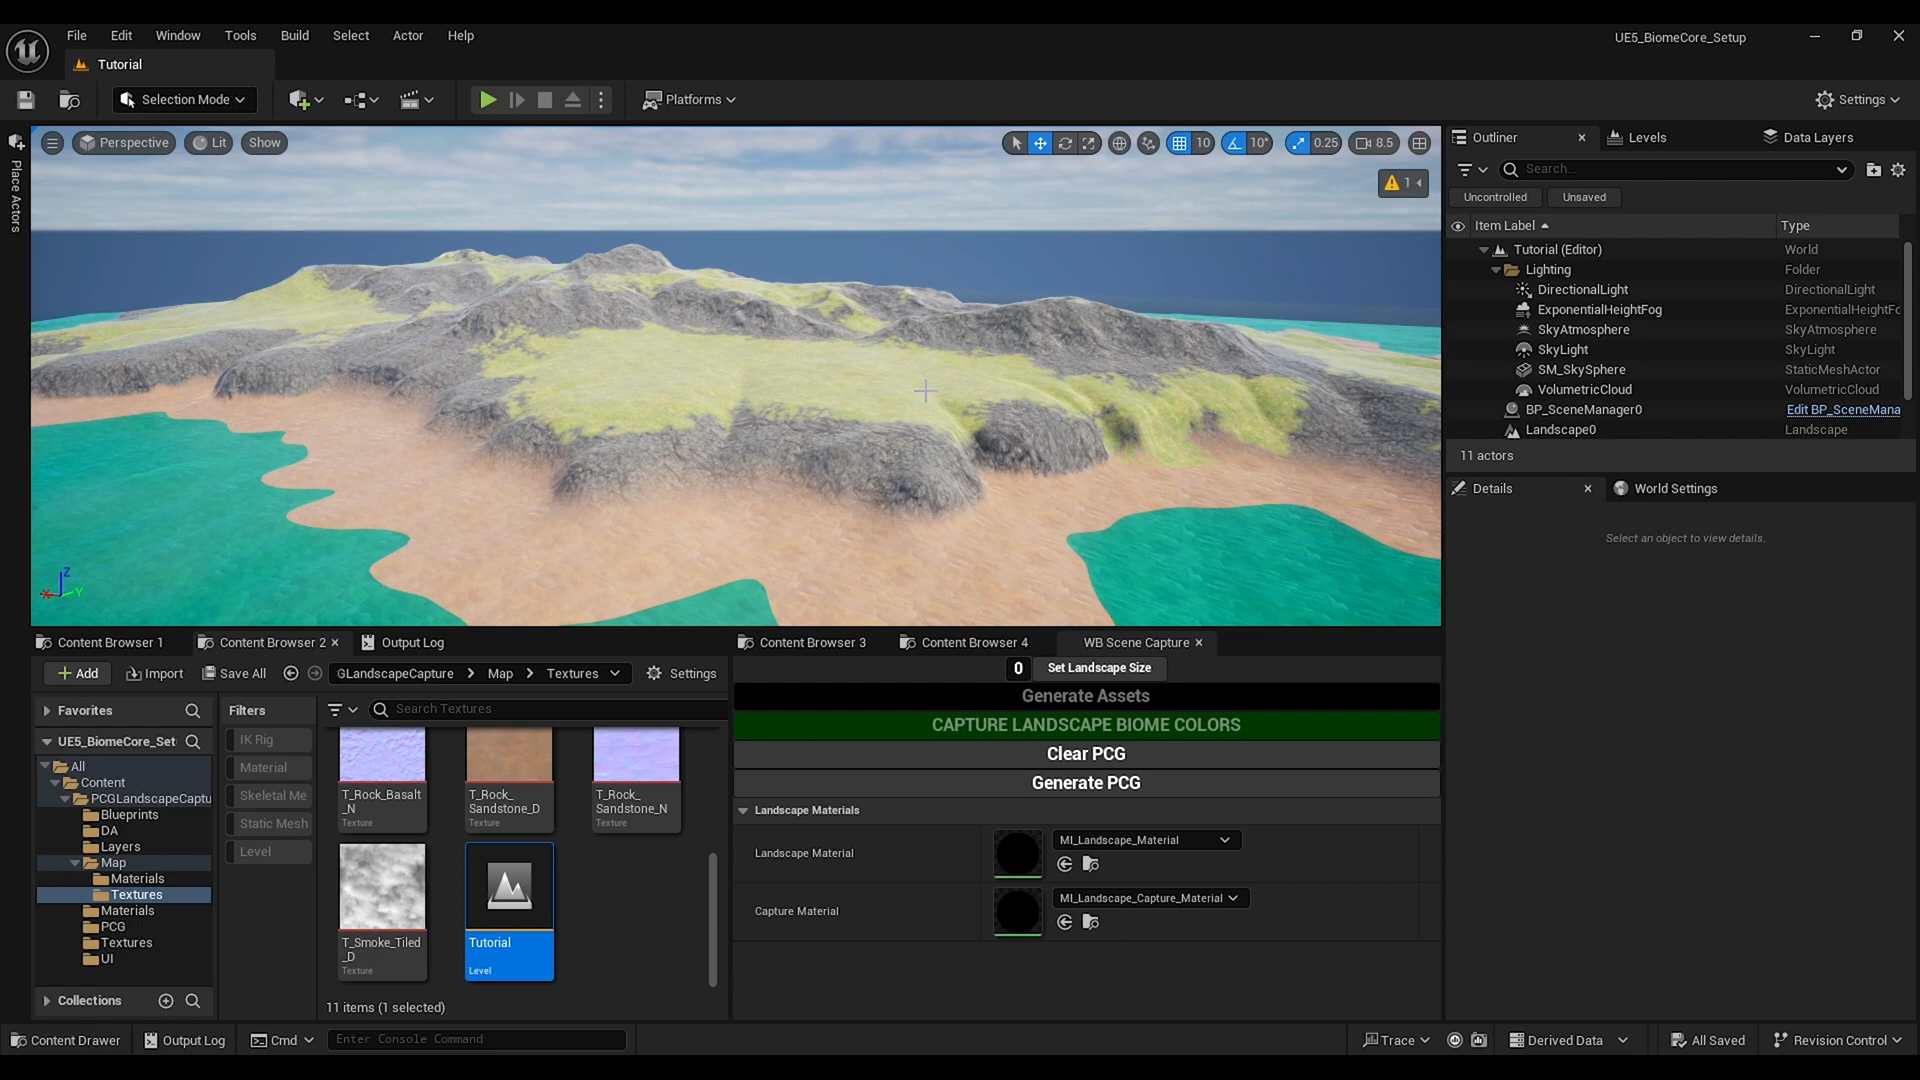 File Edit Window Tools Build Select Actor Help
UE5_BiomeCore_Setup
Tutorial
Selection Mode
Platforms
Settings
Place Actors
Perspective Lit Show
10 10° 0.25 8.5
1
Outliner Levels Data Layers
Search...
Uncontrolled Unsaved
Item Label Type
Tutorial (Editor) World
Lighting Folder
DirectionalLight DirectionalLight
ExponentialHeightFog ExponentialHeightFo
SkyAtmosphere SkyAtmosphere
SkyLight SkyLight
SM_SkySphere StaticMeshActor
VolumetricCloud VolumetricCloud
BP_SceneManager0 Edit BP_SceneMana
Landscape0 Landscape
11 actors
Details World Settings
Select an object to view details.
Z
X Y
Content Browser 1 Content Browser 2 Output Log
Add Import Save All GLandscapeCapture Map Textures Settings
Favorites
UE5_BiomeCore_Set
All
Content
PCGLandscapeCaptu
Blueprints
DA
Layers
Map
Materials
Textures
Materials
PCG
Textures
UI
Collections
Filters
IK Rig
Material
Skeletal Me
Static Mesh
Level
Search Textures
T_Rock_Basalt
_N
Texture
T_Rock_
Sandstone_D
Texture
T_Rock_
Sandstone_N
Texture
T_Smoke_Tiled
_D
Texture
Tutorial
Level
11 items (1 selected)
Content Browser 3 Content Browser 4 WB Scene Capture
0 Set Landscape Size
Generate Assets
CAPTURE LANDSCAPE BIOME COLORS
Clear PCG
Generate PCG
Landscape Materials
Landscape Material MI_Landscape_Material
Capture Material MI_Landscape_Capture_Material
Content Drawer Output Log Cmd Enter Console Command
Trace Derived Data All Saved Revision Control